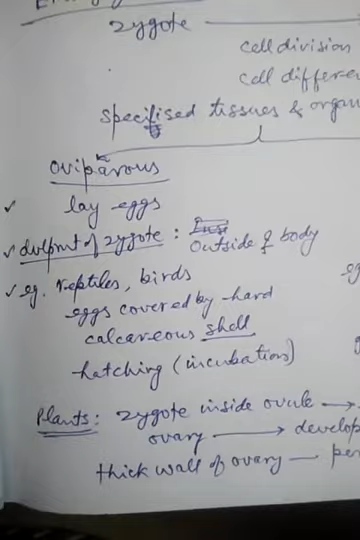 zygote
cell division
cell differe
specifised tissues & organ
oviparous
lay eggs
dvlpmt of zygote : outside of body
eg. reptiles, birds
eg
eggs covered by hard
calcareous shell
hatching (incubation)
Plants : zygote inside ovule →
ovary → develop
thick wall of ovary — per